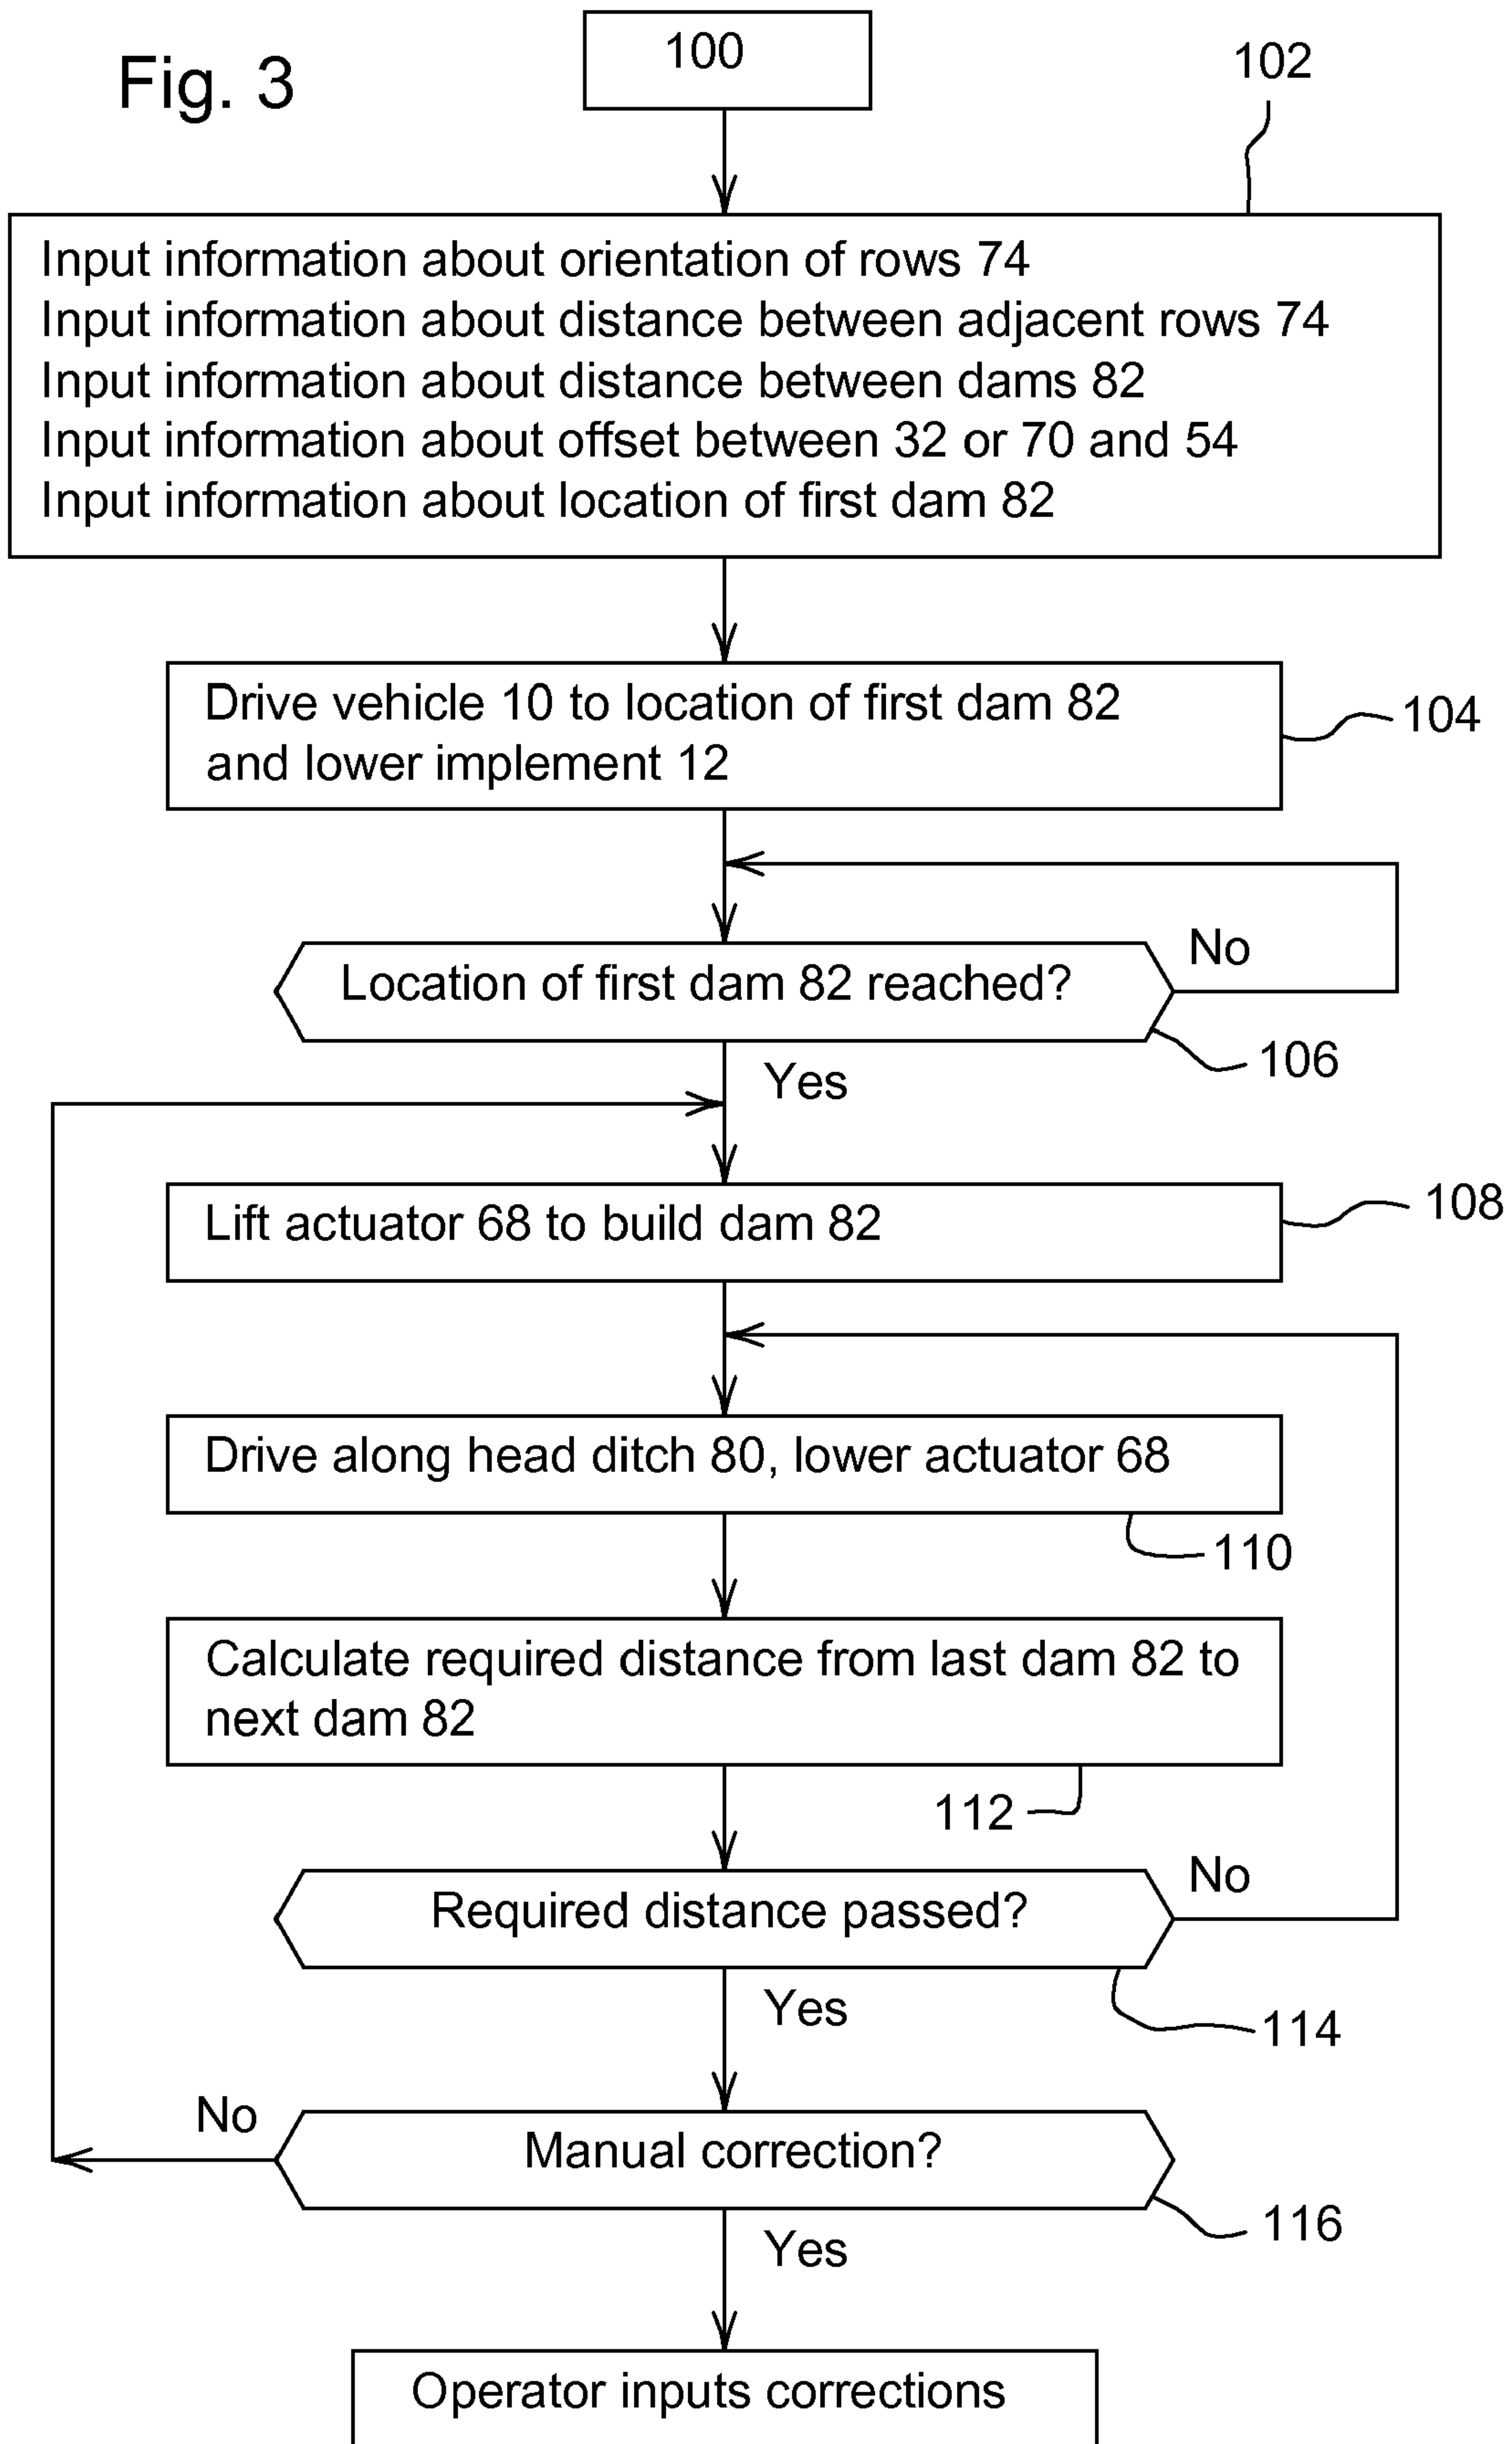 Fig. 3
100
102
Input information about orientation of rows 74
Input information about distance between adjacent rows 74
Input information about distance between dams 82
Input information about offset between 32 or 70 and 54
Input information about location of first dam 82
Drive vehicle 10 to location of first dam 82
and lower implement 12
104
No
Location of first dam 82 reached?
106
Yes
Lift actuator 68 to build dam 82
108
Drive along head ditch 80, lower actuator 68
110
Calculate required distance from last dam 82 to
next dam 82
112
No
Required distance passed?
Yes
114
No
Manual correction?
116
Yes
Operator inputs corrections